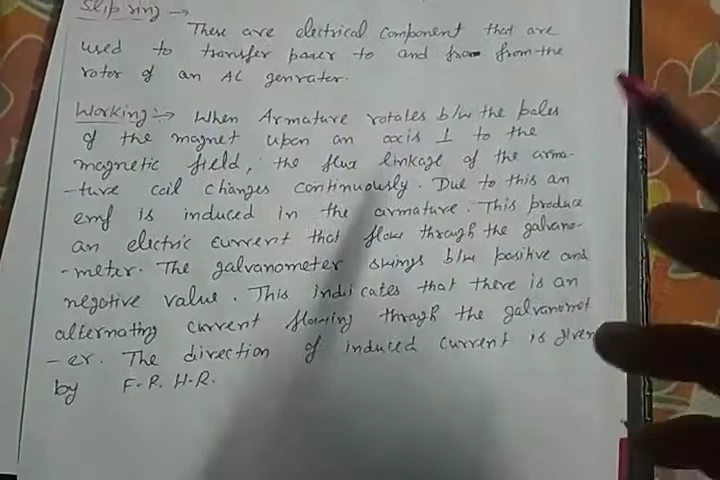 Slip ring →
These are electrical component that are
used to transfer power to and from from the
rotor of an AC genrater.
Working :→ When Armature rotates b/w the poles
of the magnet upon an axis ⊥ to the
magnetic field, the flux linkage of the arma-
-ture coil changes continuously. Due to this an
emf is induced in the armature. This produce
an electric current that flows through the galvano-
-meter. The galvanometer swings b/w positive and
negative value. This indicates that there is an
alternating current flowing through the galvanomet
-er. The direction of induced current is given
by F.R.H.R.